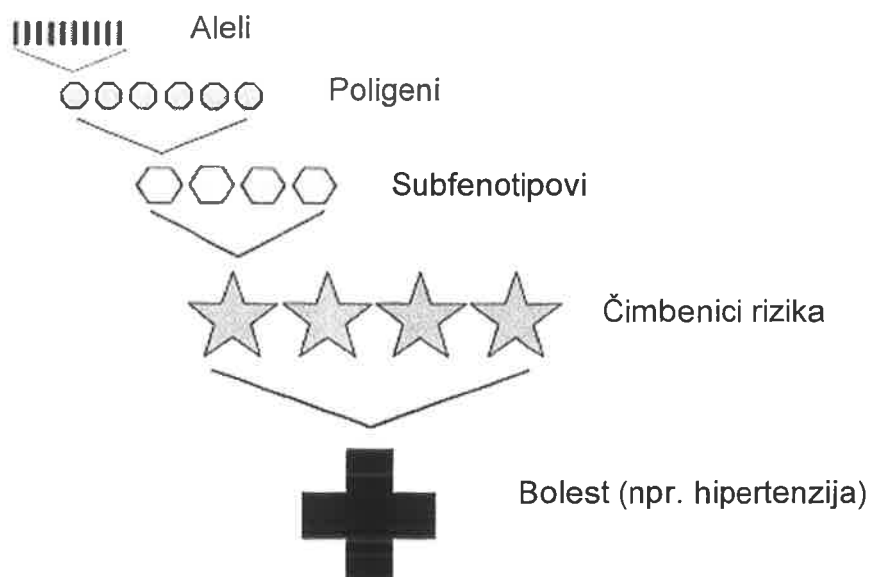 Aleli
Poligeni
Subfenotipovi
Čimbenici rizika
Bolest (npr. hipertenzija)